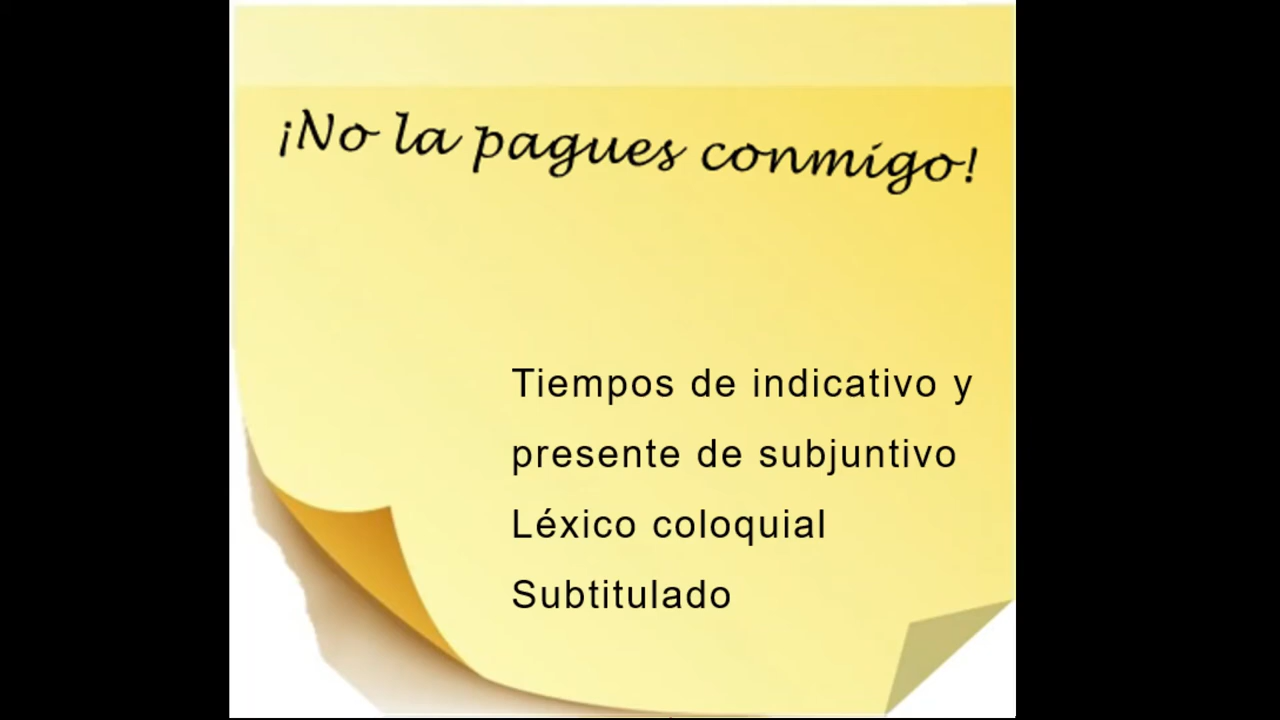 ¡No la pagues conmigo!
Tiempos de indicativo y
presente de subjuntivo
Léxico coloquial
Subtitulado